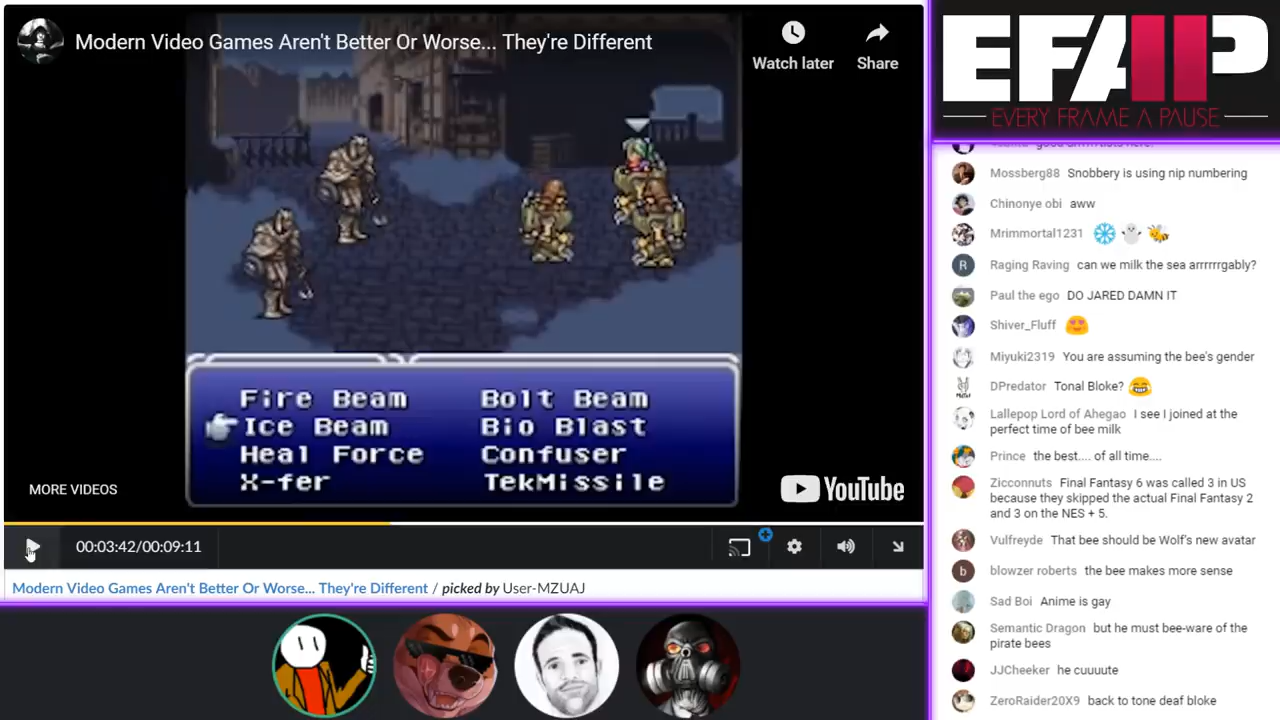 Modern Video Games Aren't Better Or Worse... They're Different
Watch later
Share
Fire Beam
Bolt Beam
Ice Beam
Bio Blast
Heal Force
Confuser
X-fer
TekMissile
MORE VIDEOS
YouTube
00:03:42/00:09:11
Modern Video Games Aren't Better Or Worse... They're Different / picked by User-MZUAJ
EFAP
EVERY FRAME A PAUSE
Mossberg88 Snobbery is using nip numbering
Chinonye obi aww
Mrimmortal1231
R
Raging Raving can we milk the sea arrrrrrgably?
Paul the ego DO JARED DAMN IT
Shiver_Fluff
Miyuki2319 You are assuming the bee's gender
DPredator Tonal Bloke?
Lallepop Lord of Ahegao I see I joined at the
perfect time of bee milk
Prince the best.... of all time....
Zicconnuts Final Fantasy 6 was called 3 in US
because they skipped the actual Final Fantasy 2
and 3 on the NES + 5.
Vulfreyde That bee should be Wolf's new avatar
b
blowzer roberts the bee makes more sense
Sad Boi Anime is gay
Semantic Dragon but he must bee-ware of the
pirate bees
JJCheeker he cuuuute
ZeroRaider20X9 back to tone deaf bloke